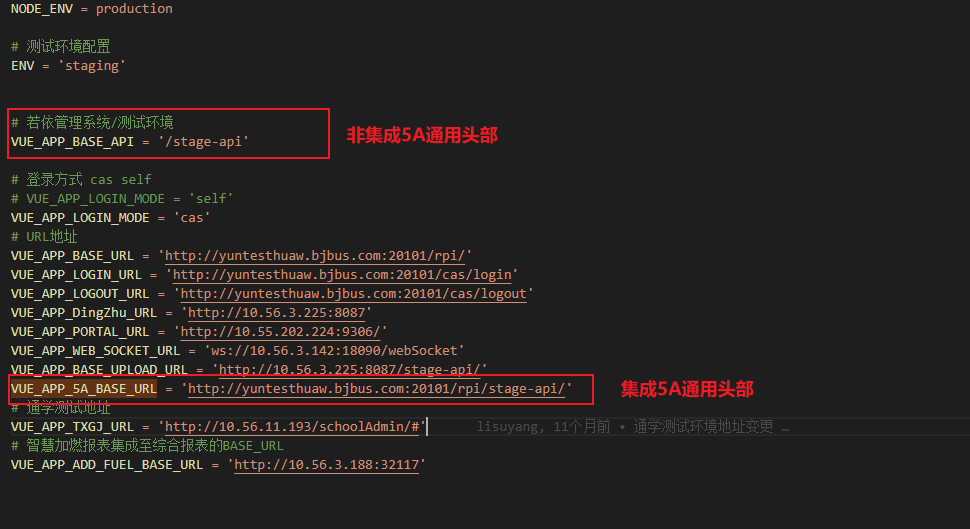 NODE_ENV = production
# 测试环境配置
ENV = 'staging'
# 若依管理系统/测试环境
VUE_APP_BASE_API = '/stage-api'
非集成5A通用头部
# 登录方式 cas self
# VUE_APP_LOGIN_MODE = 'self'
VUE_APP_LOGIN_MODE = 'cas'
# URL地址
VUE_APP_BASE_URL = 'http://yuntesthuaw.bjbus.com:20101/rpi/'
VUE_APP_LOGIN_URL = 'http://yuntesthuaw.bjbus.com:20101/cas/login'
VUE_APP_LOGOUT_URL = 'http://yuntesthuaw.bjbus.com:20101/cas/logout'
VUE_APP_DingZhu_URL = 'http://10.56.3.225:8087'
VUE_APP_PORTAL_URL = 'http://10.55.202.224:9306/'
VUE_APP_WEB_SOCKET_URL = 'ws://10.56.3.142:18090/webSocket'
VUE_APP_BASE_UPLOAD_URL = 'http://10.56.3.225:8087/stage-api/'
VUE_APP_5A_BASE_URL = 'http://yuntesthuaw.bjbus.com:20101/rpi/stage-api/'
集成5A通用头部
# 通学测试地址
VUE_APP_TXGJ_URL = 'http://10.56.11.193/schoolAdmin/#' lisuyang, 11个月前 • 通学测试环境地址变更 …
# 智慧加燃报表集成至综合报表的BASE_URL
VUE_APP_ADD_FUEL_BASE_URL = 'http://10.56.3.188:32117'